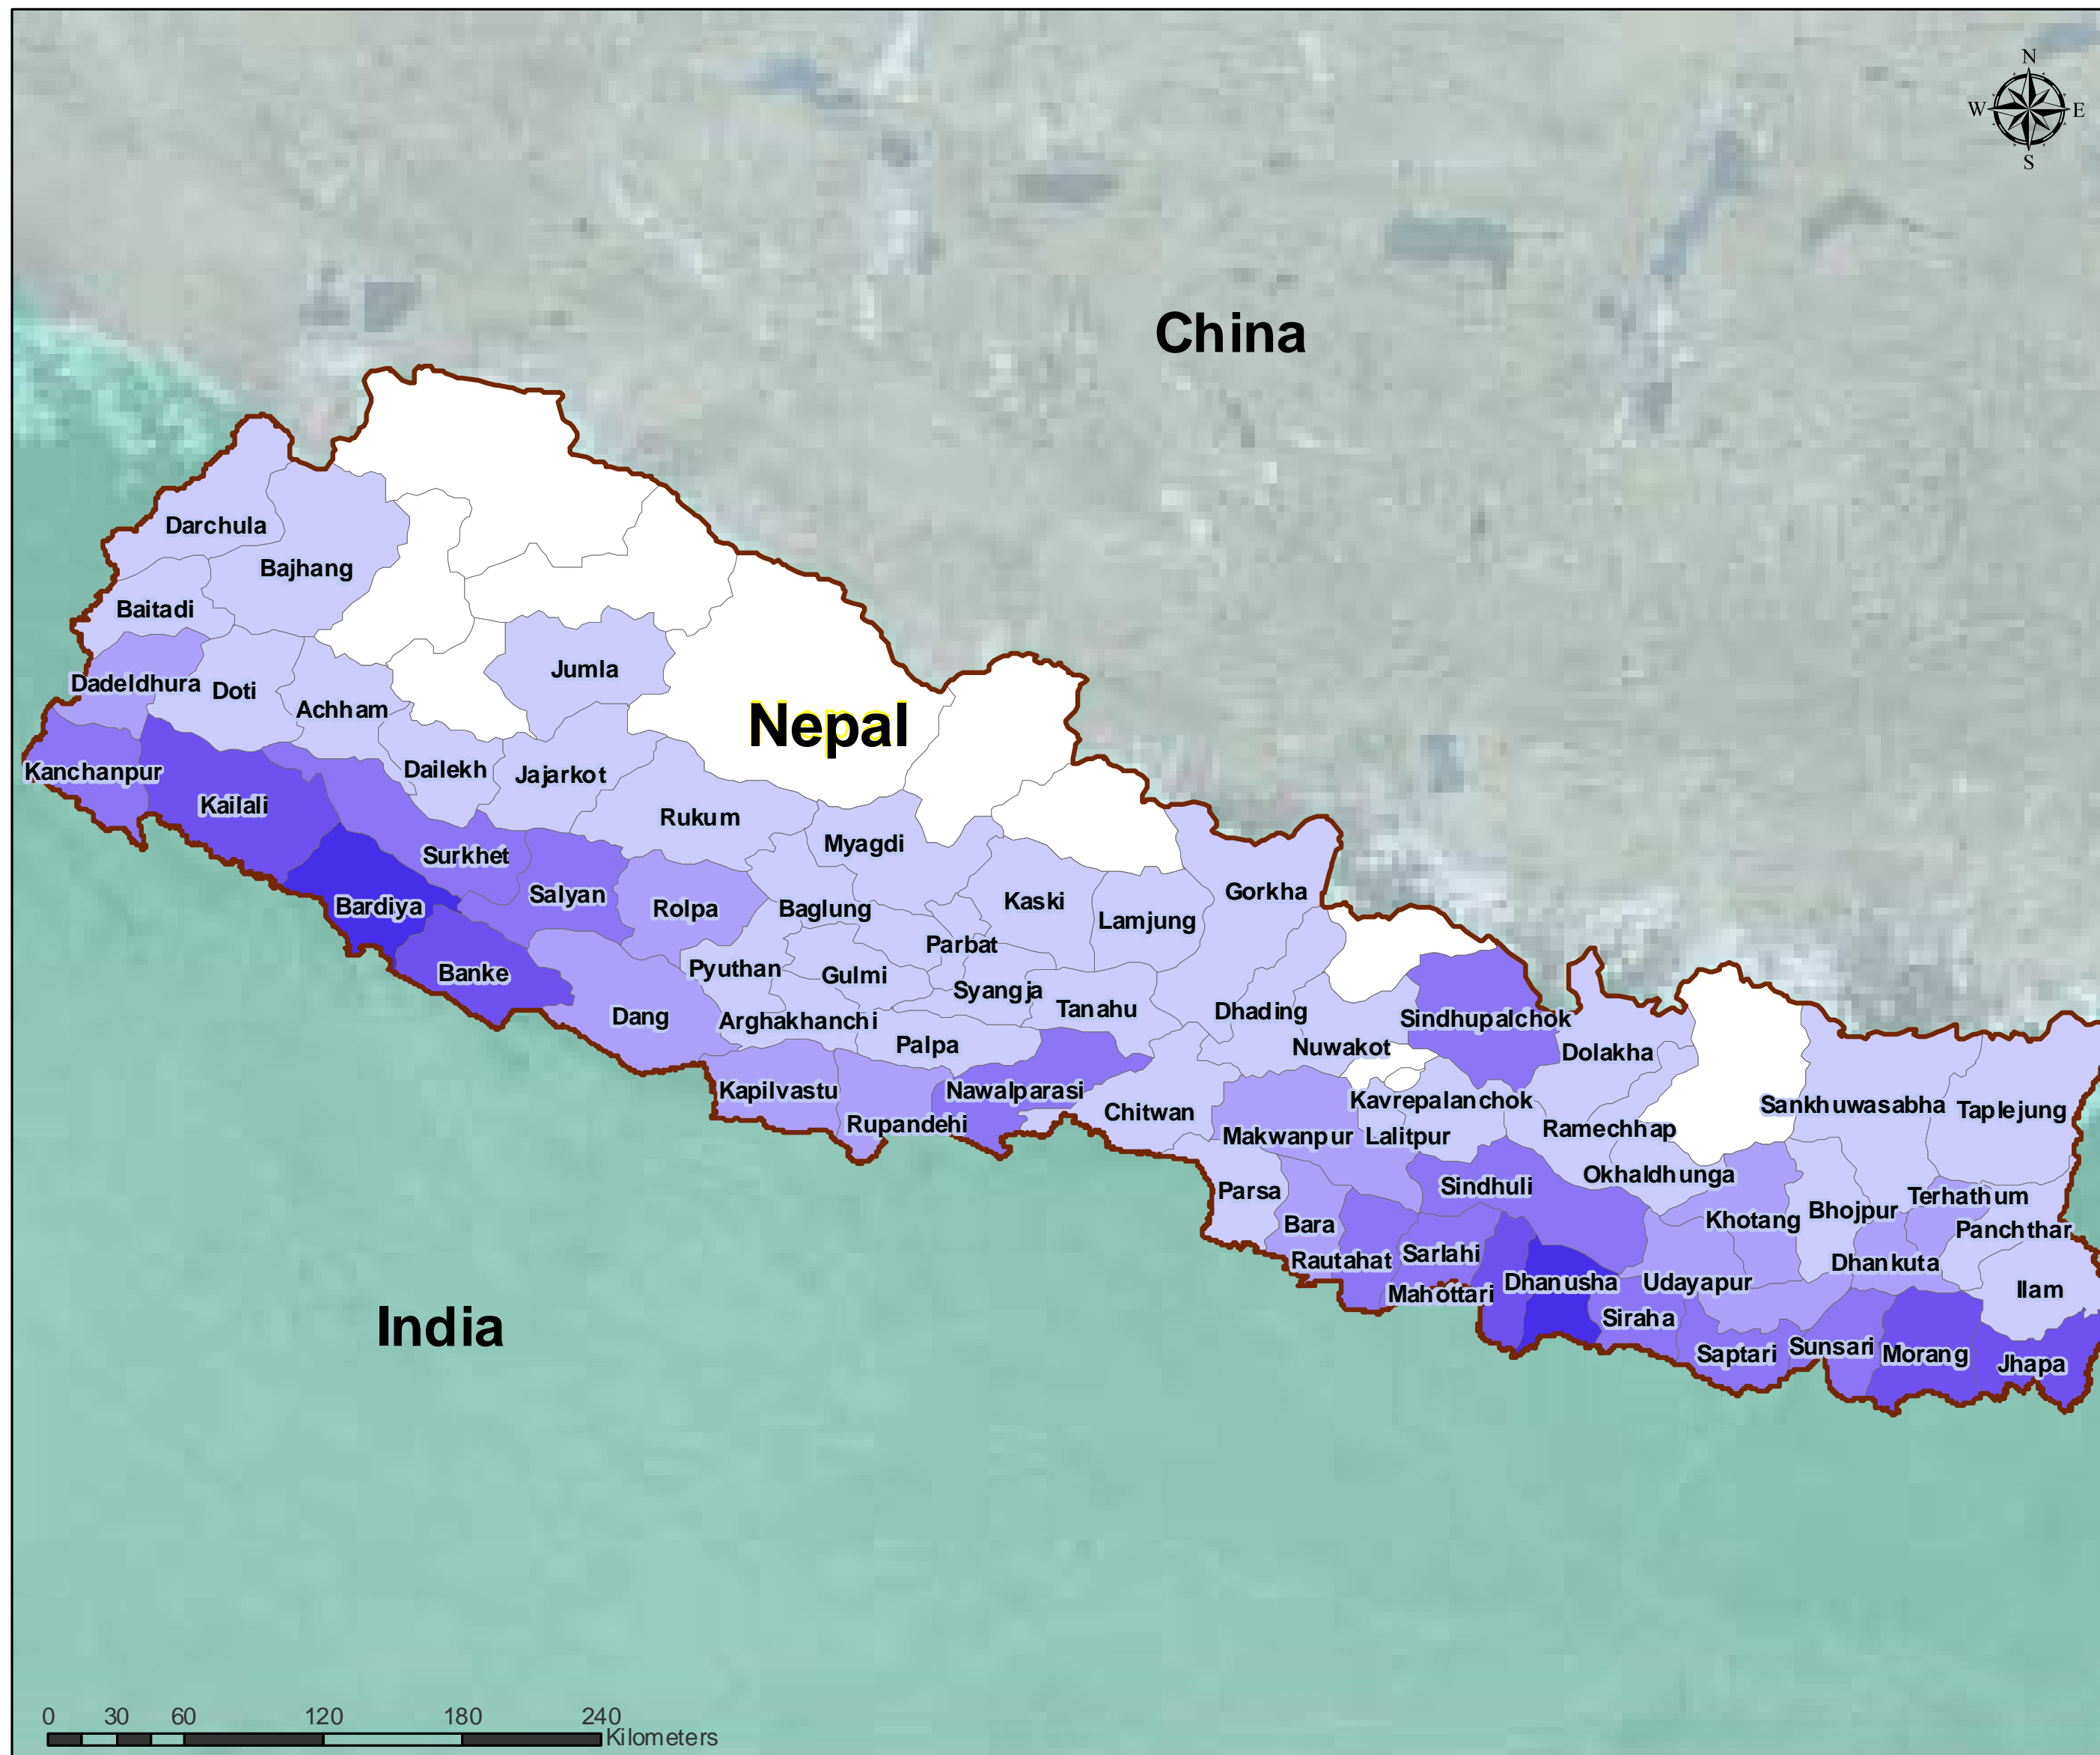 N
W E
S
China
Darchula
Bajhang
Baitadi
Jumla
Dadeldhura
Doti
Achham
Nepal
Kanchanpur
Dailekh
Jajarkot
Kailali
Rukum
Myagdi
Surkhet
Salyan
Bardiya
Rolpa
Baglung
Kaski
Gorkha
Lamjung
Parbat
Banke
Pyuthan
Gulmi
Syangja
Tanahu
Dang
Arghakhanchi
Dhading
Sindhupalchok
Palpa
Nuwakot
Dolakha
Kapilvastu
Nawalparasi
Rupandehi
Chitwan
Kavrepalanchok
Sankhuwasabha
Taplejung
Makwanpur
Lalitpur
Ramechhap
Okhaldhunga
Parsa
Sindhuli
Terhathum
Bara
Khotang
Bhojpur
Panchthar
Rautahat
Sarlahi
Dhankuta
Mahottari
Dhanusha
Udayapur
Ilam
Siraha
India
Saptari
Sunsari
Morang
Jhapa
0 30 60 120 180 240
Kilometers